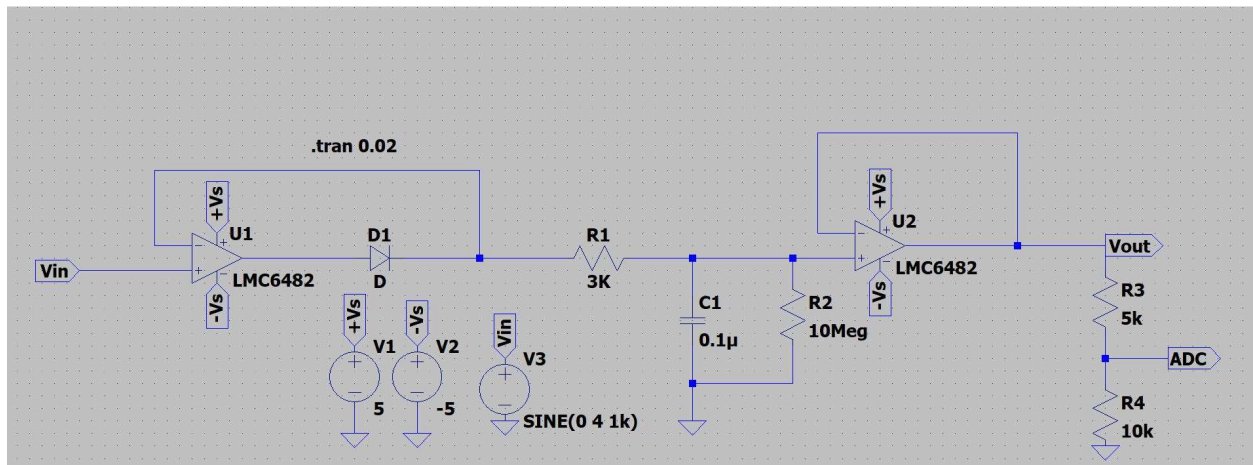 .tran 0.02
+Vs
U1
Vin
LMC6482
-Vs
D1
D
R1
3K
C1
0.1µ
R2
10Meg
+Vs
U2
LMC6482
-Vs
Vout
R3
5k
ADC
R4
10k
+Vs
V1
5
-Vs
V2
-5
Vin
V3
SINE(0 4 1k)